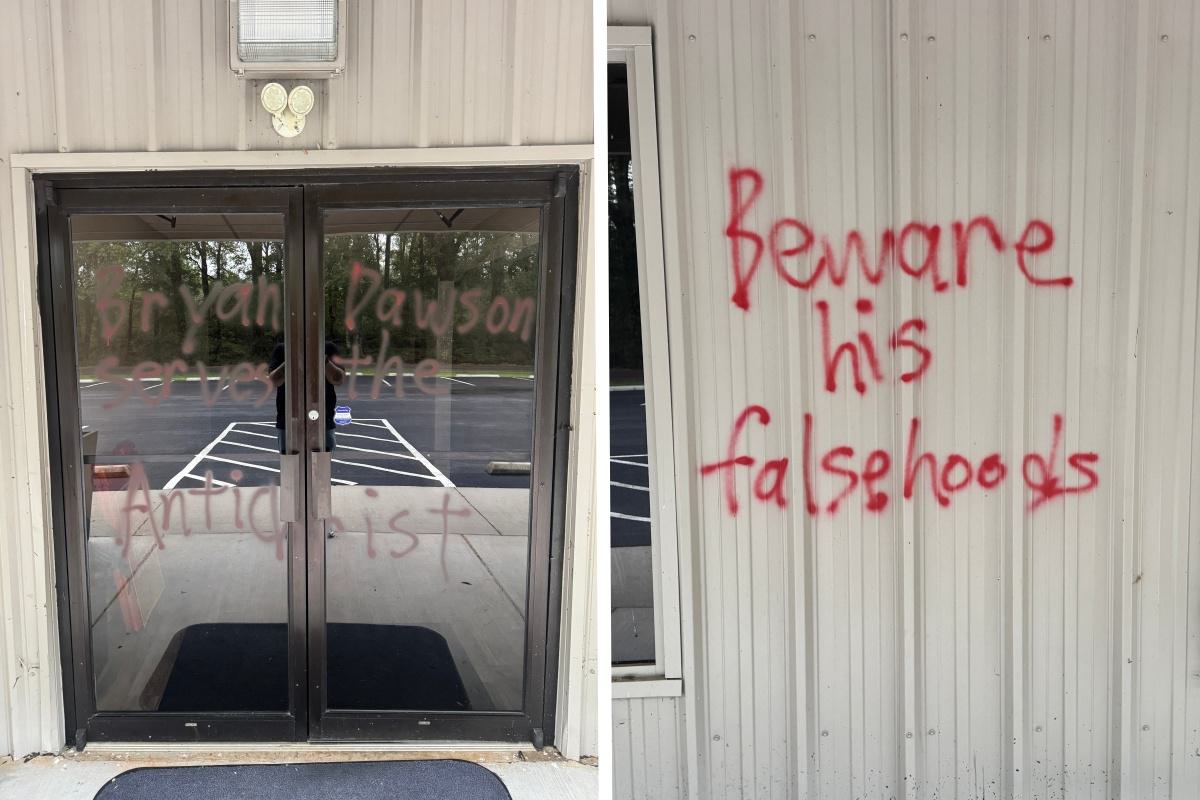 Bryan Dawson
serves the
Antichrist
Beware
his
falsehoods